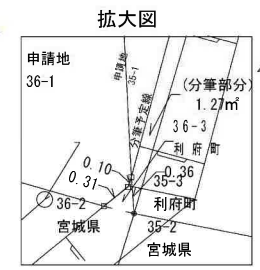 拡大図
申請地
36-1
申請地
35-1
分筆予定線
(分筆部分)
1.27㎡
36-3
利府町
0.10
0.36
0.31
35-3
36-2
利府町
宮城県
35-2
宮城県